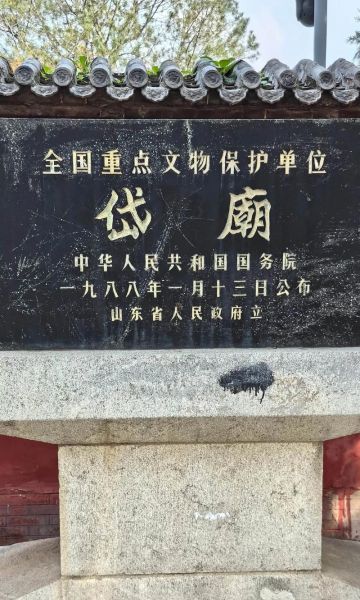 全国重点文物保护单位
岱廟
中华人民共和国国务院
一九八八年一月十三日公布
山东省人民政府立